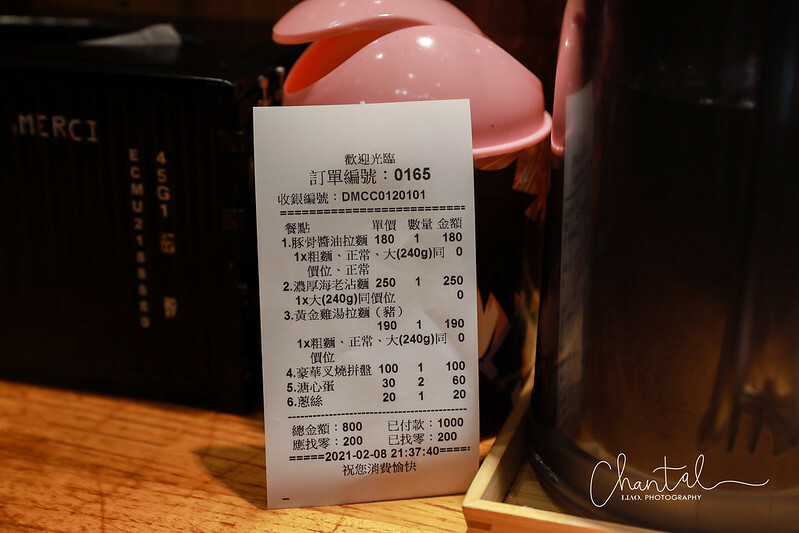 MERCI
45G1
ECMU2188880
歡迎光臨
訂單編號：0165
收銀編號：DMCC0120101
餐點 單價 數量 金額
1.豚骨醬油拉麵 180 1 180
1x粗麵、正常、大(240g)同 0
價位、正常
2.濃厚海老沾麵 250 1 250
1x大(240g)同價位 0
3.黃金雞湯拉麵（豬）
190 1 190
1x粗麵、正常、大(240g)同 0
價位
4.豪華叉燒拼盤 100 1 100
5.溏心蛋 30 2 60
6.蔥絲 20 1 20
總金額：800 已付款：1000
應找零：200 已找零：200
=====2021-02-08 21:37:40=====
祝您消費愉快
Chantal
LIAO. PHOTOGRAPHY